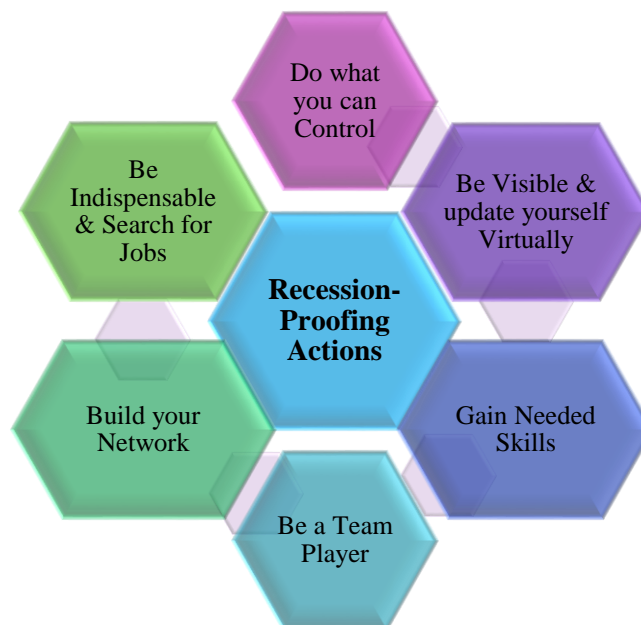 Do what
you can
Control
Be Visible &
update yourself
Virtually
Gain Needed
Skills
Be a Team
Player
Build your
Network
Be
Indispensable
& Search for
Jobs
Recession-
Proofing
Actions